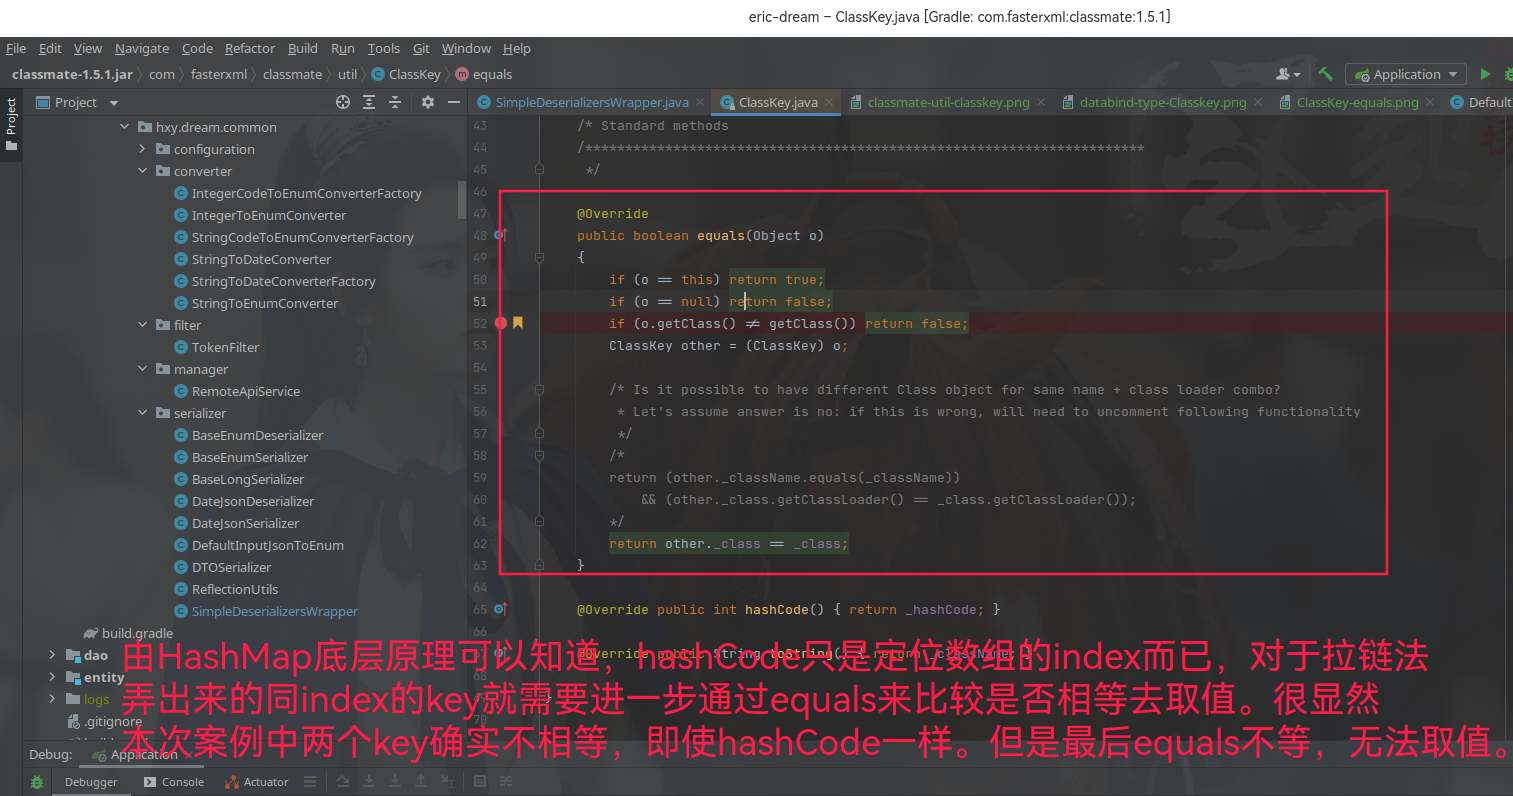 eric-dream – ClassKey.java [Gradle: com.fasterxml:classmate:1.5.1]
File Edit View Navigate Code Refactor Build Run Tools Git Window Help
classmate-1.5.1.jar com fasterxml classmate util ClassKey equals
Application
Project
Project
SimpleDeserializersWrapper.java ClassKey.java classmate-util-classkey.png databind-type-Classkey.png ClassKey-equals.png Default
hxy.dream.common
configuration
converter
IntegerCodeToEnumConverterFactory
IntegerToEnumConverter
StringCodeToEnumConverterFactory
StringToDateConverter
StringToDateConverterFactory
StringToEnumConverter
filter
TokenFilter
manager
RemoteApiService
serializer
BaseEnumDeserializer
BaseEnumSerializer
BaseLongSerializer
DateJsonDeserializer
DateJsonSerializer
DefaultInputJsonToEnum
DTOSerializer
ReflectionUtils
SimpleDeserializersWrapper
build.gradle
dao
entity
logs
.gitignore
43 /* Standard methods
44 /**********************************************************************
45 */
46
47 @Override
48 public boolean equals(Object o)
49 {
50 if (o == this) return true;
51 if (o == null) return false;
52 if (o.getClass() != getClass()) return false;
53 ClassKey other = (ClassKey) o;
54
55 /* Is it possible to have different Class object for same name + class loader combo?
56 * Let's assume answer is no: if this is wrong, will need to uncomment following functionality
57 */
58 /*
59 return (other._className.equals(_className))
60 && (other._class.getClassLoader() == _class.getClassLoader());
61 */
62 return other._class == _class;
63 }
64
65 @Override public int hashCode() { return _hashCode; }
66
@Override public String toString() { return _className; }
70
由HashMap底层原理可以知道，hashCode只是定位数组的index而已，对于拉链法
弄出来的同index的key就需要进一步通过equals来比较是否相等去取值。很显然
本次案例中两个key确实不相等，即使hashCode一样。但是最后equals不等，无法取值。
Debug: Application
Debugger Console Actuator